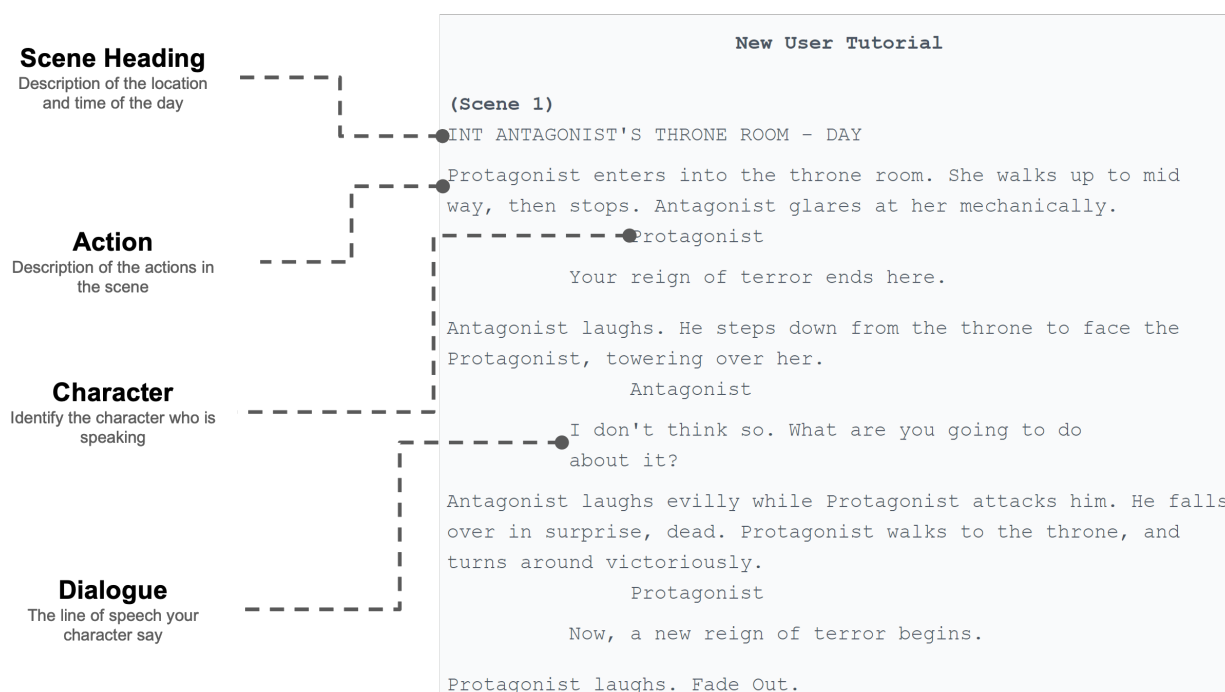 Scene Heading
Description of the location
and time of the day
Action
Description of the actions in
the scene
Character
Identify the character who is
speaking
Dialogue
The line of speech your
character say
New User Tutorial
(Scene 1)
INT ANTAGONIST'S THRONE ROOM - DAY
Protagonist enters into the throne room. She walks up to mid
way, then stops. Antagonist glares at her mechanically.
Protagonist
Your reign of terror ends here.
Antagonist laughs. He steps down from the throne to face the
Protagonist, towering over her.
Antagonist
I don't think so. What are you going to do
about it?
Antagonist laughs evilly while Protagonist attacks him. He falls
over in surprise, dead. Protagonist walks to the throne, and
turns around victoriously.
Protagonist
Now, a new reign of terror begins.
Protagonist laughs. Fade Out.